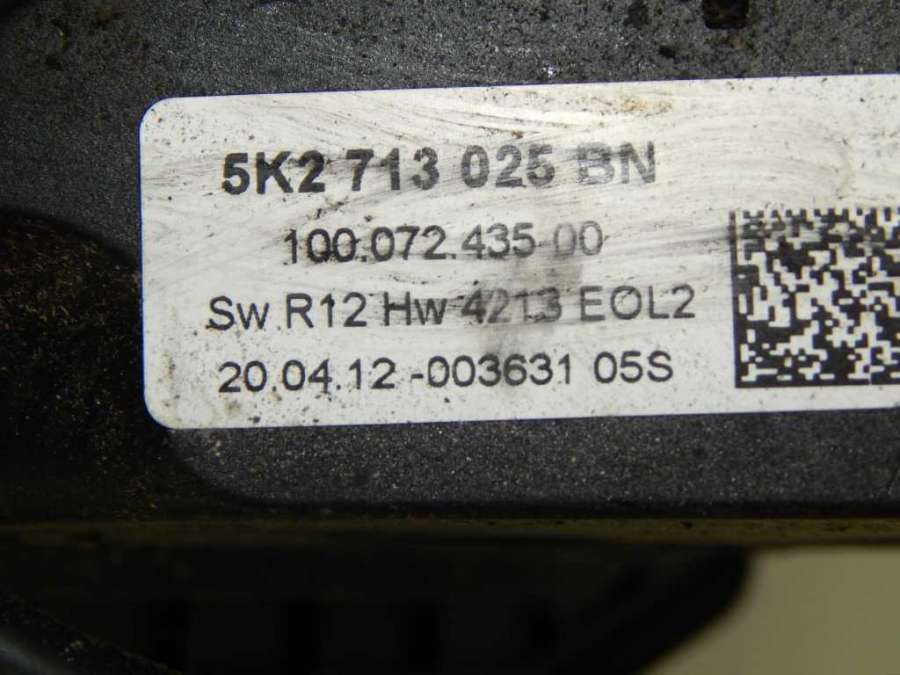 5K2 713 025 BN
100.072.435-00
Sw R12 Hw 4213 EOL2
20.04.12 -003631 05S